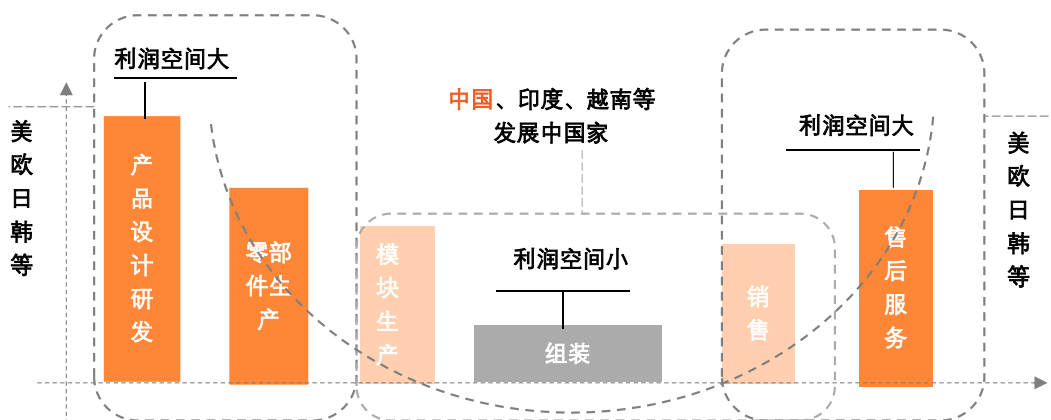 利润空间大
美
欧
日
韩
等
产
品
设
计
研
发
零部
件生
产
中国、印度、越南等
发展中国家
模
块
生
产
利润空间小
组装
销
售
利润空间大
售
后
服
务
美
欧
日
韩
等